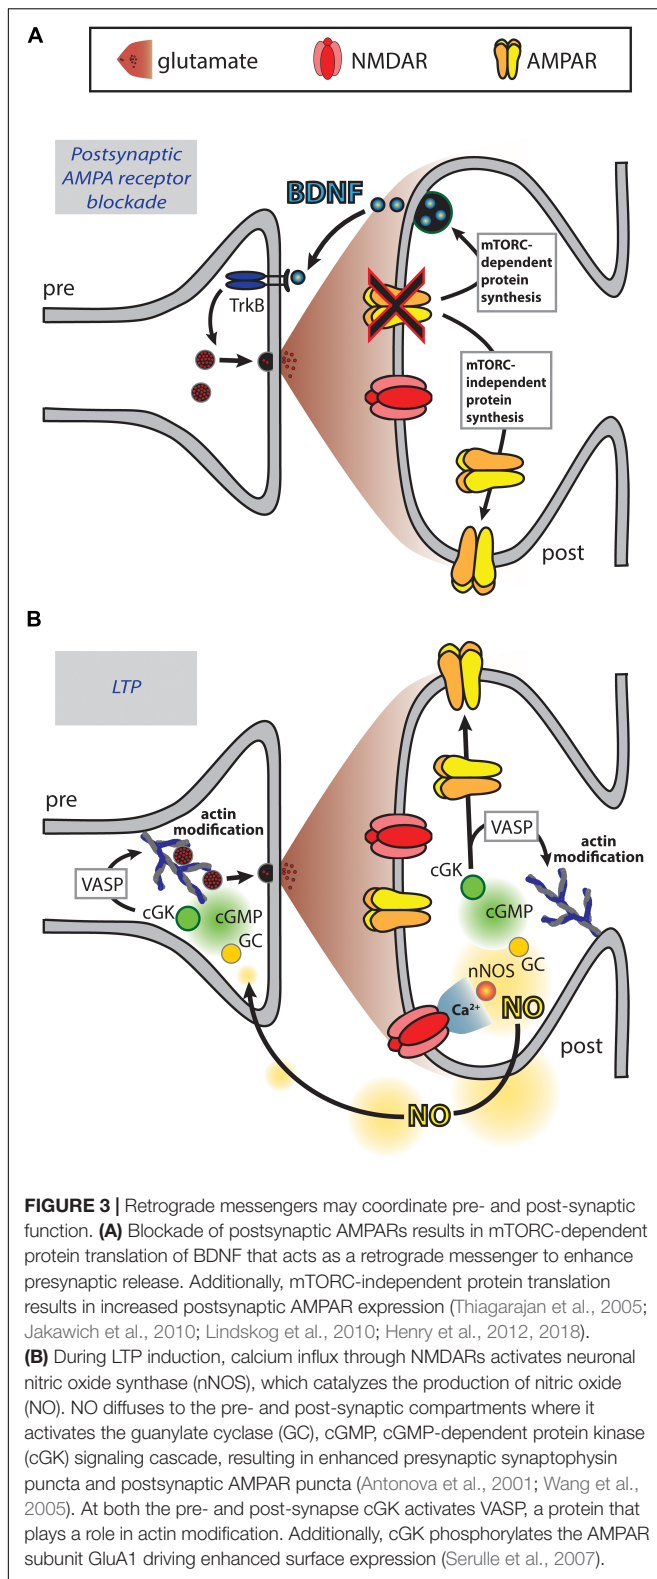 A
glutamate NMDAR AMPAR
Postsynaptic
AMPA receptor
blockade
BDNF
pre
TrkB
mTORC-
dependent
protein
synthesis
mTORC-
independent
protein
synthesis
post
B
LTP
pre
actin
modification
VASP
cGK
cGMP
GC
VASP
actin
modification
cGK
cGMP
GC
nNOS
Ca2+
NO
post
NO
FIGURE 3 | Retrograde messengers may coordinate pre- and post-synaptic
function. (A) Blockade of postsynaptic AMPARs results in mTORC-dependent
protein translation of BDNF that acts as a retrograde messenger to enhance
presynaptic release. Additionally, mTORC-independent protein translation
results in increased postsynaptic AMPAR expression (Thiagarajan et al., 2005;
Jakawich et al., 2010; Lindskog et al., 2010; Henry et al., 2012, 2018).
(B) During LTP induction, calcium influx through NMDARs activates neuronal
nitric oxide synthase (nNOS), which catalyzes the production of nitric oxide
(NO). NO diffuses to the pre- and post-synaptic compartments where it
activates the guanylate cyclase (GC), cGMP, cGMP-dependent protein kinase
(cGK) signaling cascade, resulting in enhanced presynaptic synaptophysin
puncta and postsynaptic AMPAR puncta (Antonova et al., 2001; Wang et al.,
2005). At both the pre- and post-synapse cGK activates VASP, a protein that
plays a role in actin modification. Additionally, cGK phosphorylates the AMPAR
subunit GluA1 driving enhanced surface expression (Serulle et al., 2007).